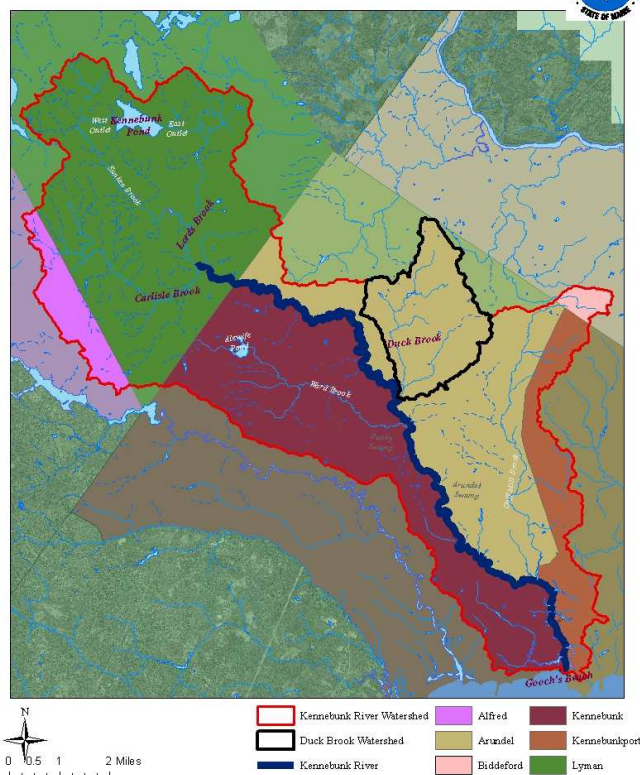 STATE OF MAINE
West
Outlet
Kennebunk
Pond
East
Outlet
Sunken Brook
Lords Brook
Carlisle Brook
Alewife
Pond
Duck Brook
Ward Brook
Arundel
Swamp
Gooch's Beach
N
0 0.5 1 2 Miles
Kennebunk River Watershed
Duck Brook Watershed
Kennebunk River
Alfred
Arundel
Biddeford
Kennebunk
Kennebunkport
Lyman